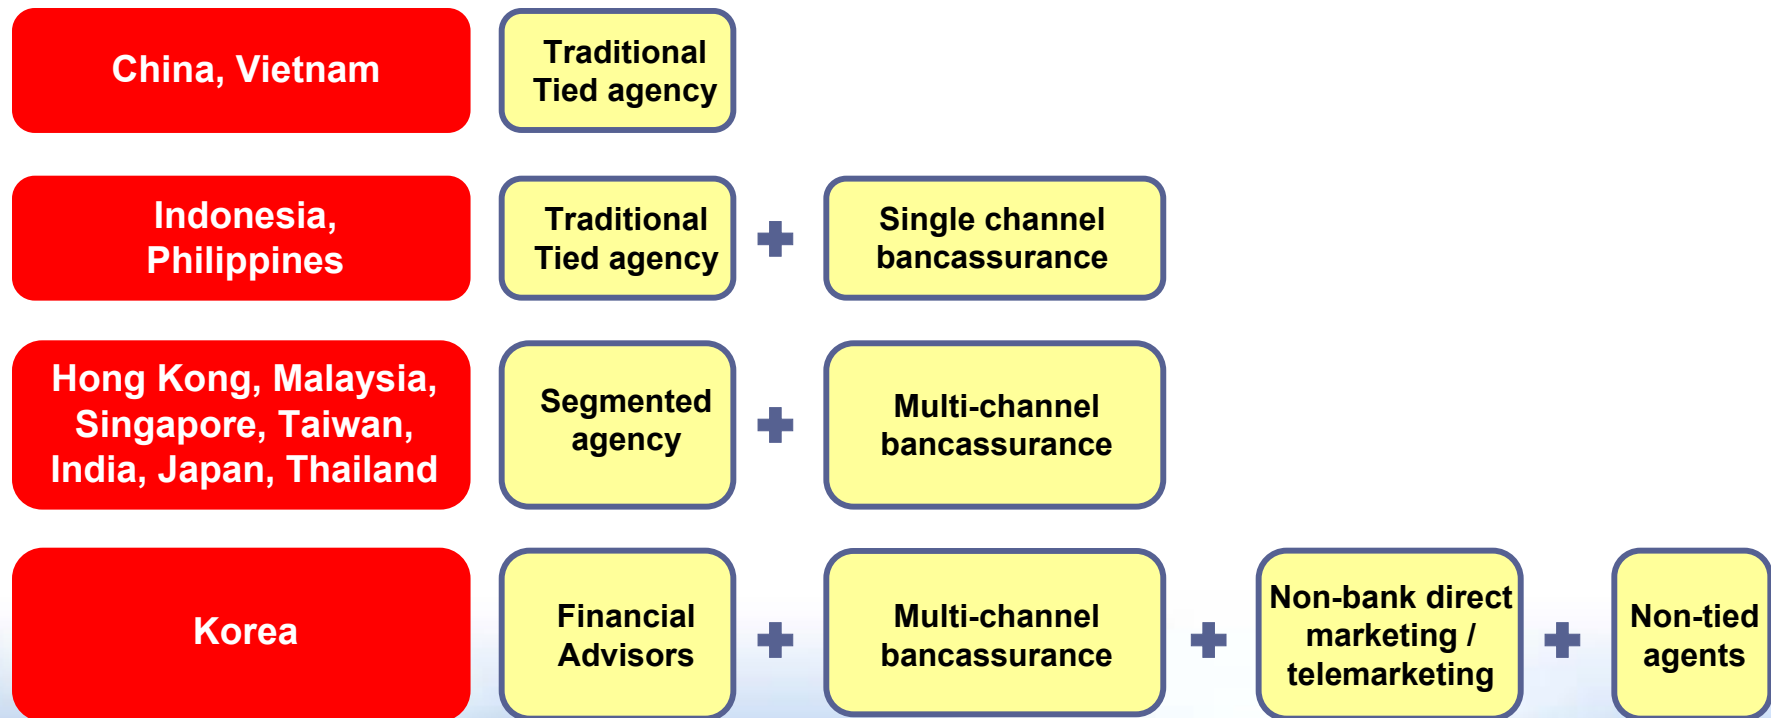 China, Vietnam
Traditional
Tied agency
Indonesia,
Philippines
Traditional
Tied agency
Single channel
bancassurance
Hong Kong, Malaysia,
Singapore, Taiwan,
India, Japan, Thailand
Segmented
agency
Multi-channel
bancassurance
Korea
Financial
Advisors
Multi-channel
bancassurance
Non-bank direct
marketing /
telemarketing
Non-tied
agents